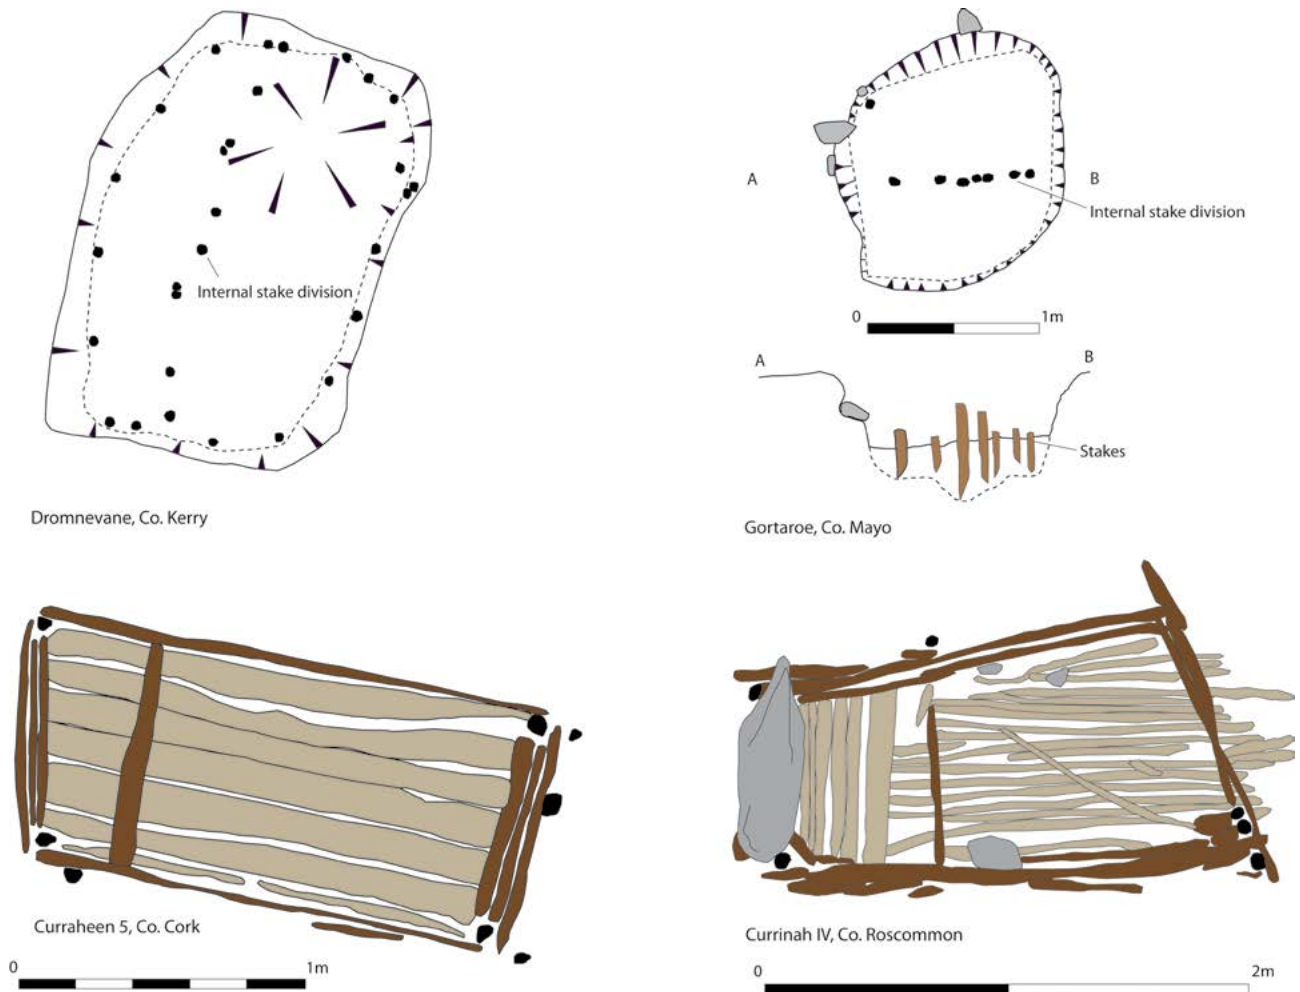 Internal stake division
Dromnevane, Co. Kerry
A
B
Internal stake division
0
1m
A
B
Stakes
Gortaroe, Co. Mayo
Curraheen 5, Co. Cork
0
1m
Currinah IV, Co. Roscommon
0
2m